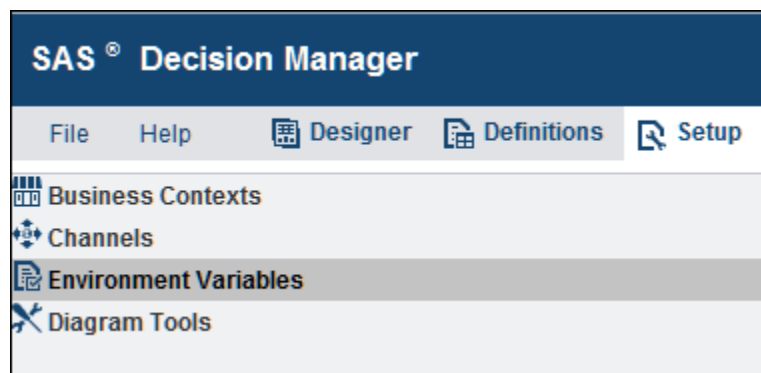 SAS ® Decision Manager
File Help Designer Definitions Setup
Business Contexts
Channels
Environment Variables
Diagram Tools